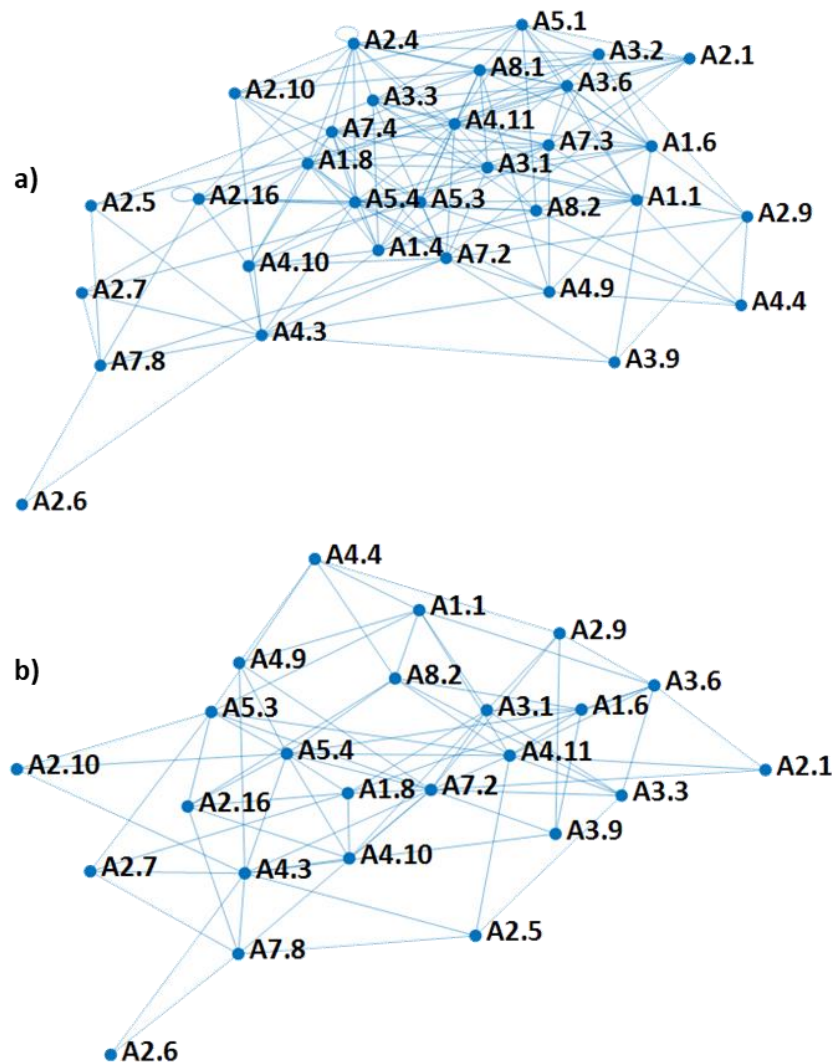 a)
A5.1
A2.4
A3.2
A2.1
A8.1
A3.6
A2.10
A3.3
A4.11
A7.4
A7.3
A1.6
A1.8
A3.1
A2.5
A2.16
A5.4
A5.3
A8.2
A1.1
A2.9
A1.4
A7.2
A4.10
A2.7
A4.9
A4.4
A4.3
A7.8
A3.9
A2.6
b)
A4.4
A1.1
A2.9
A4.9
A8.2
A3.6
A5.3
A3.1
A1.6
A5.4
A4.11
A2.10
A2.1
A2.16
A1.8
A7.2
A3.3
A3.9
A4.10
A2.7
A4.3
A2.5
A7.8
A2.6